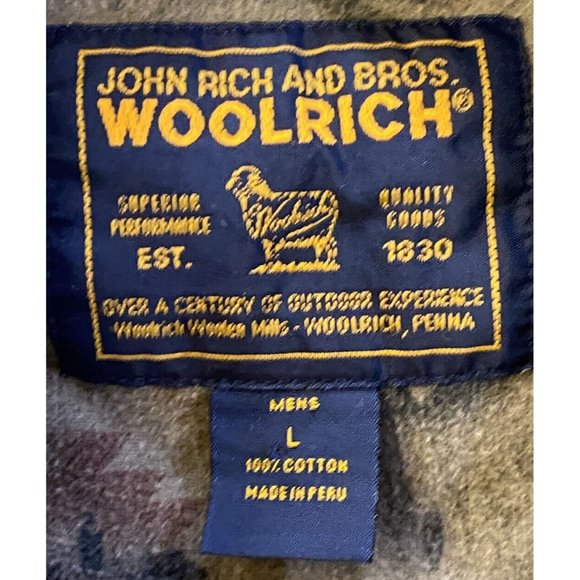 JOHN RICH AND BROS.
WOOLRICH®
SUPERIOR
PERFORMANCE
EST.
Woolrich
QUALITY
GOODS
1830
OVER A CENTURY OF OUTDOOR EXPERIENCE
Woolrich Woolen Mills - WOOLRICH, PENNA
MENS
L
100% COTTON
MADE IN PERU